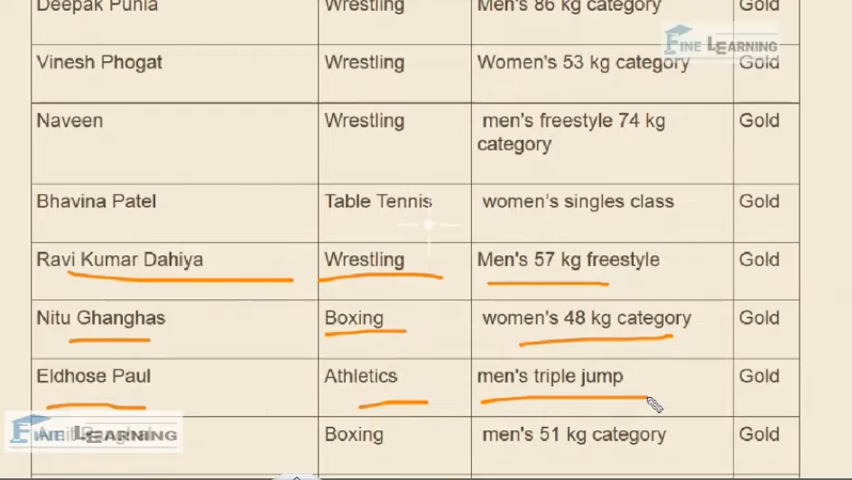 Deepak Punia Wrestling Men's 86 kg category Gold
FINE LEARNING
Vinesh Phogat Wrestling Women's 53 kg category Gold
Naveen Wrestling men's freestyle 74 kg Gold
category
Bhavina Patel Table Tennis women's singles class Gold
Ravi Kumar Dahiya Wrestling Men's 57 kg freestyle Gold
Nitu Ghanghas Boxing women's 48 kg category Gold
Eldhose Paul Athletics men's triple jump Gold
FINE LEARNING
Boxing men's 51 kg category Gold